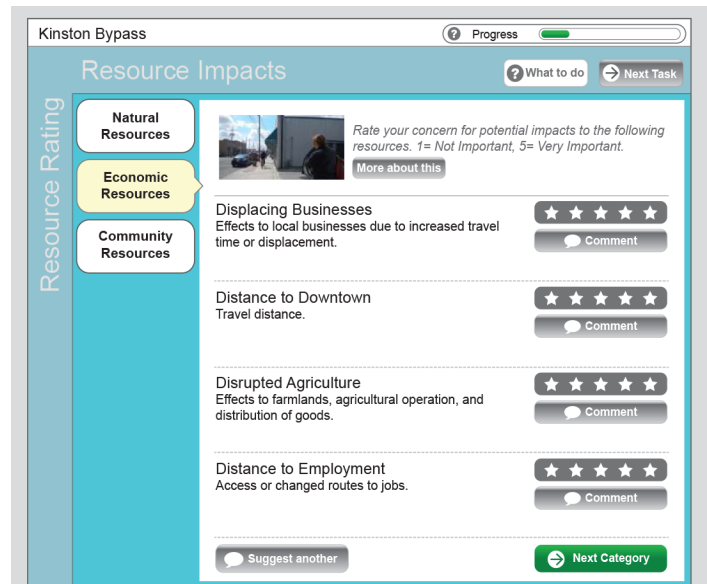 Kinston Bypass
? Progress
Resource Impacts
? What to do
Next Task
Resource Rating
Natural
Resources
Economic
Resources
Community
Resources
Rate your concern for potential impacts to the following
resources. 1= Not Important, 5= Very Important.
More about this
Displacing Businesses
Effects to local businesses due to increased travel
time or displacement.
Comment
Distance to Downtown
Travel distance.
Comment
Disrupted Agriculture
Effects to farmlands, agricultural operation, and
distribution of goods.
Comment
Distance to Employment
Access or changed routes to jobs.
Comment
Suggest another
Next Category